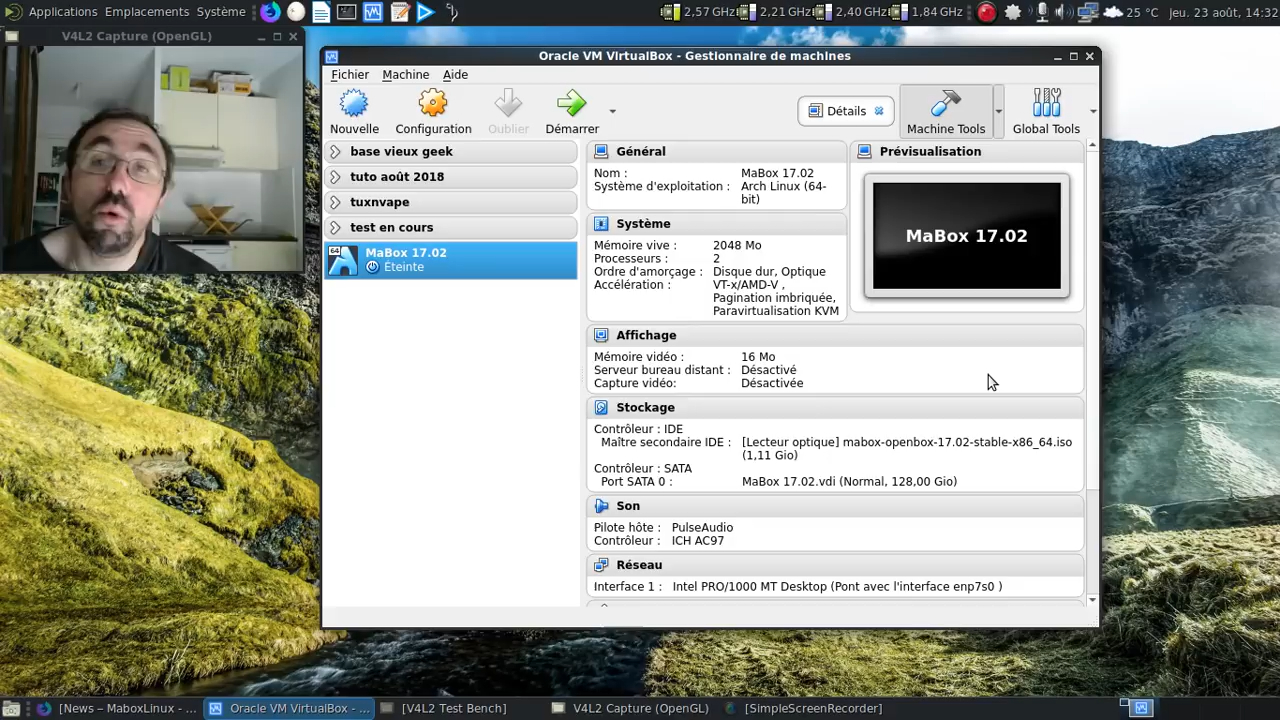 Applications Emplacements Système
2,57 GHz 2,21 GHz 2,40 GHz 1,84 GHz 25 °C jeu. 23 août, 14:32
V4L2 Capture (OpenGL)
Oracle VM VirtualBox - Gestionnaire de machines
Fichier Machine Aide
Nouvelle Configuration Oublier Démarrer Détails Machine Tools Global Tools
base vieux geek
tuto août 2018
tuxnvape
test en cours
64
MaBox 17.02
Éteinte
Général
Nom : MaBox 17.02
Système d'exploitation : Arch Linux (64-
bit)
Prévisualisation
MaBox 17.02
Système
Mémoire vive : 2048 Mo
Processeurs : 2
Ordre d'amorçage : Disque dur, Optique
Accélération : VT-x/AMD-V ,
Pagination imbriquée,
Paravirtualisation KVM
Affichage
Mémoire vidéo : 16 Mo
Serveur bureau distant : Désactivé
Capture vidéo: Désactivée
Stockage
Contrôleur : IDE
Maître secondaire IDE : [Lecteur optique] mabox-openbox-17.02-stable-x86_64.iso
(1,11 Gio)
Contrôleur : SATA
Port SATA 0 : MaBox 17.02.vdi (Normal, 128,00 Gio)
Son
Pilote hôte : PulseAudio
Contrôleur : ICH AC97
Réseau
Interface 1 : Intel PRO/1000 MT Desktop (Pont avec l'interface enp7s0 )
[News – MaboxLinux - ... Oracle VM VirtualBox - ... [V4L2 Test Bench] V4L2 Capture (OpenGL) [SimpleScreenRecorder]